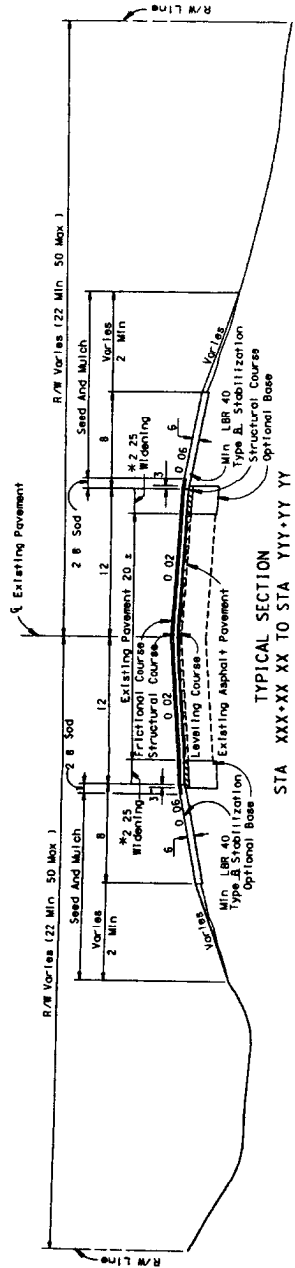 ℄ Existing Pavement
R/W Varies (22 Min 50 Max )
R/W Varies (22 Min 50 Max )
R/W Line
R/W Line
2 8 Sod
2 8 Sod
Seed And Mulch
Seed And Mulch
Varies
2 Min
8
12
12
8
Varies
2 Min
*2 25
Widening
Existing Pavement 20 ±
*2 25
Widening
Frictional Course
Structural Course
3
3
0 06
0 02
0 02
0 06
6
6
Varies
Varies
Leveling Course
Existing Asphalt Pavement
Min LBR 40
Type B Stabilization
Optional Base
Min LBR 40
Type B Stabilization
Structural Course
Optional Base
TYPICAL SECTION
STA XXX+XX XX TO STA YYY+YY YY